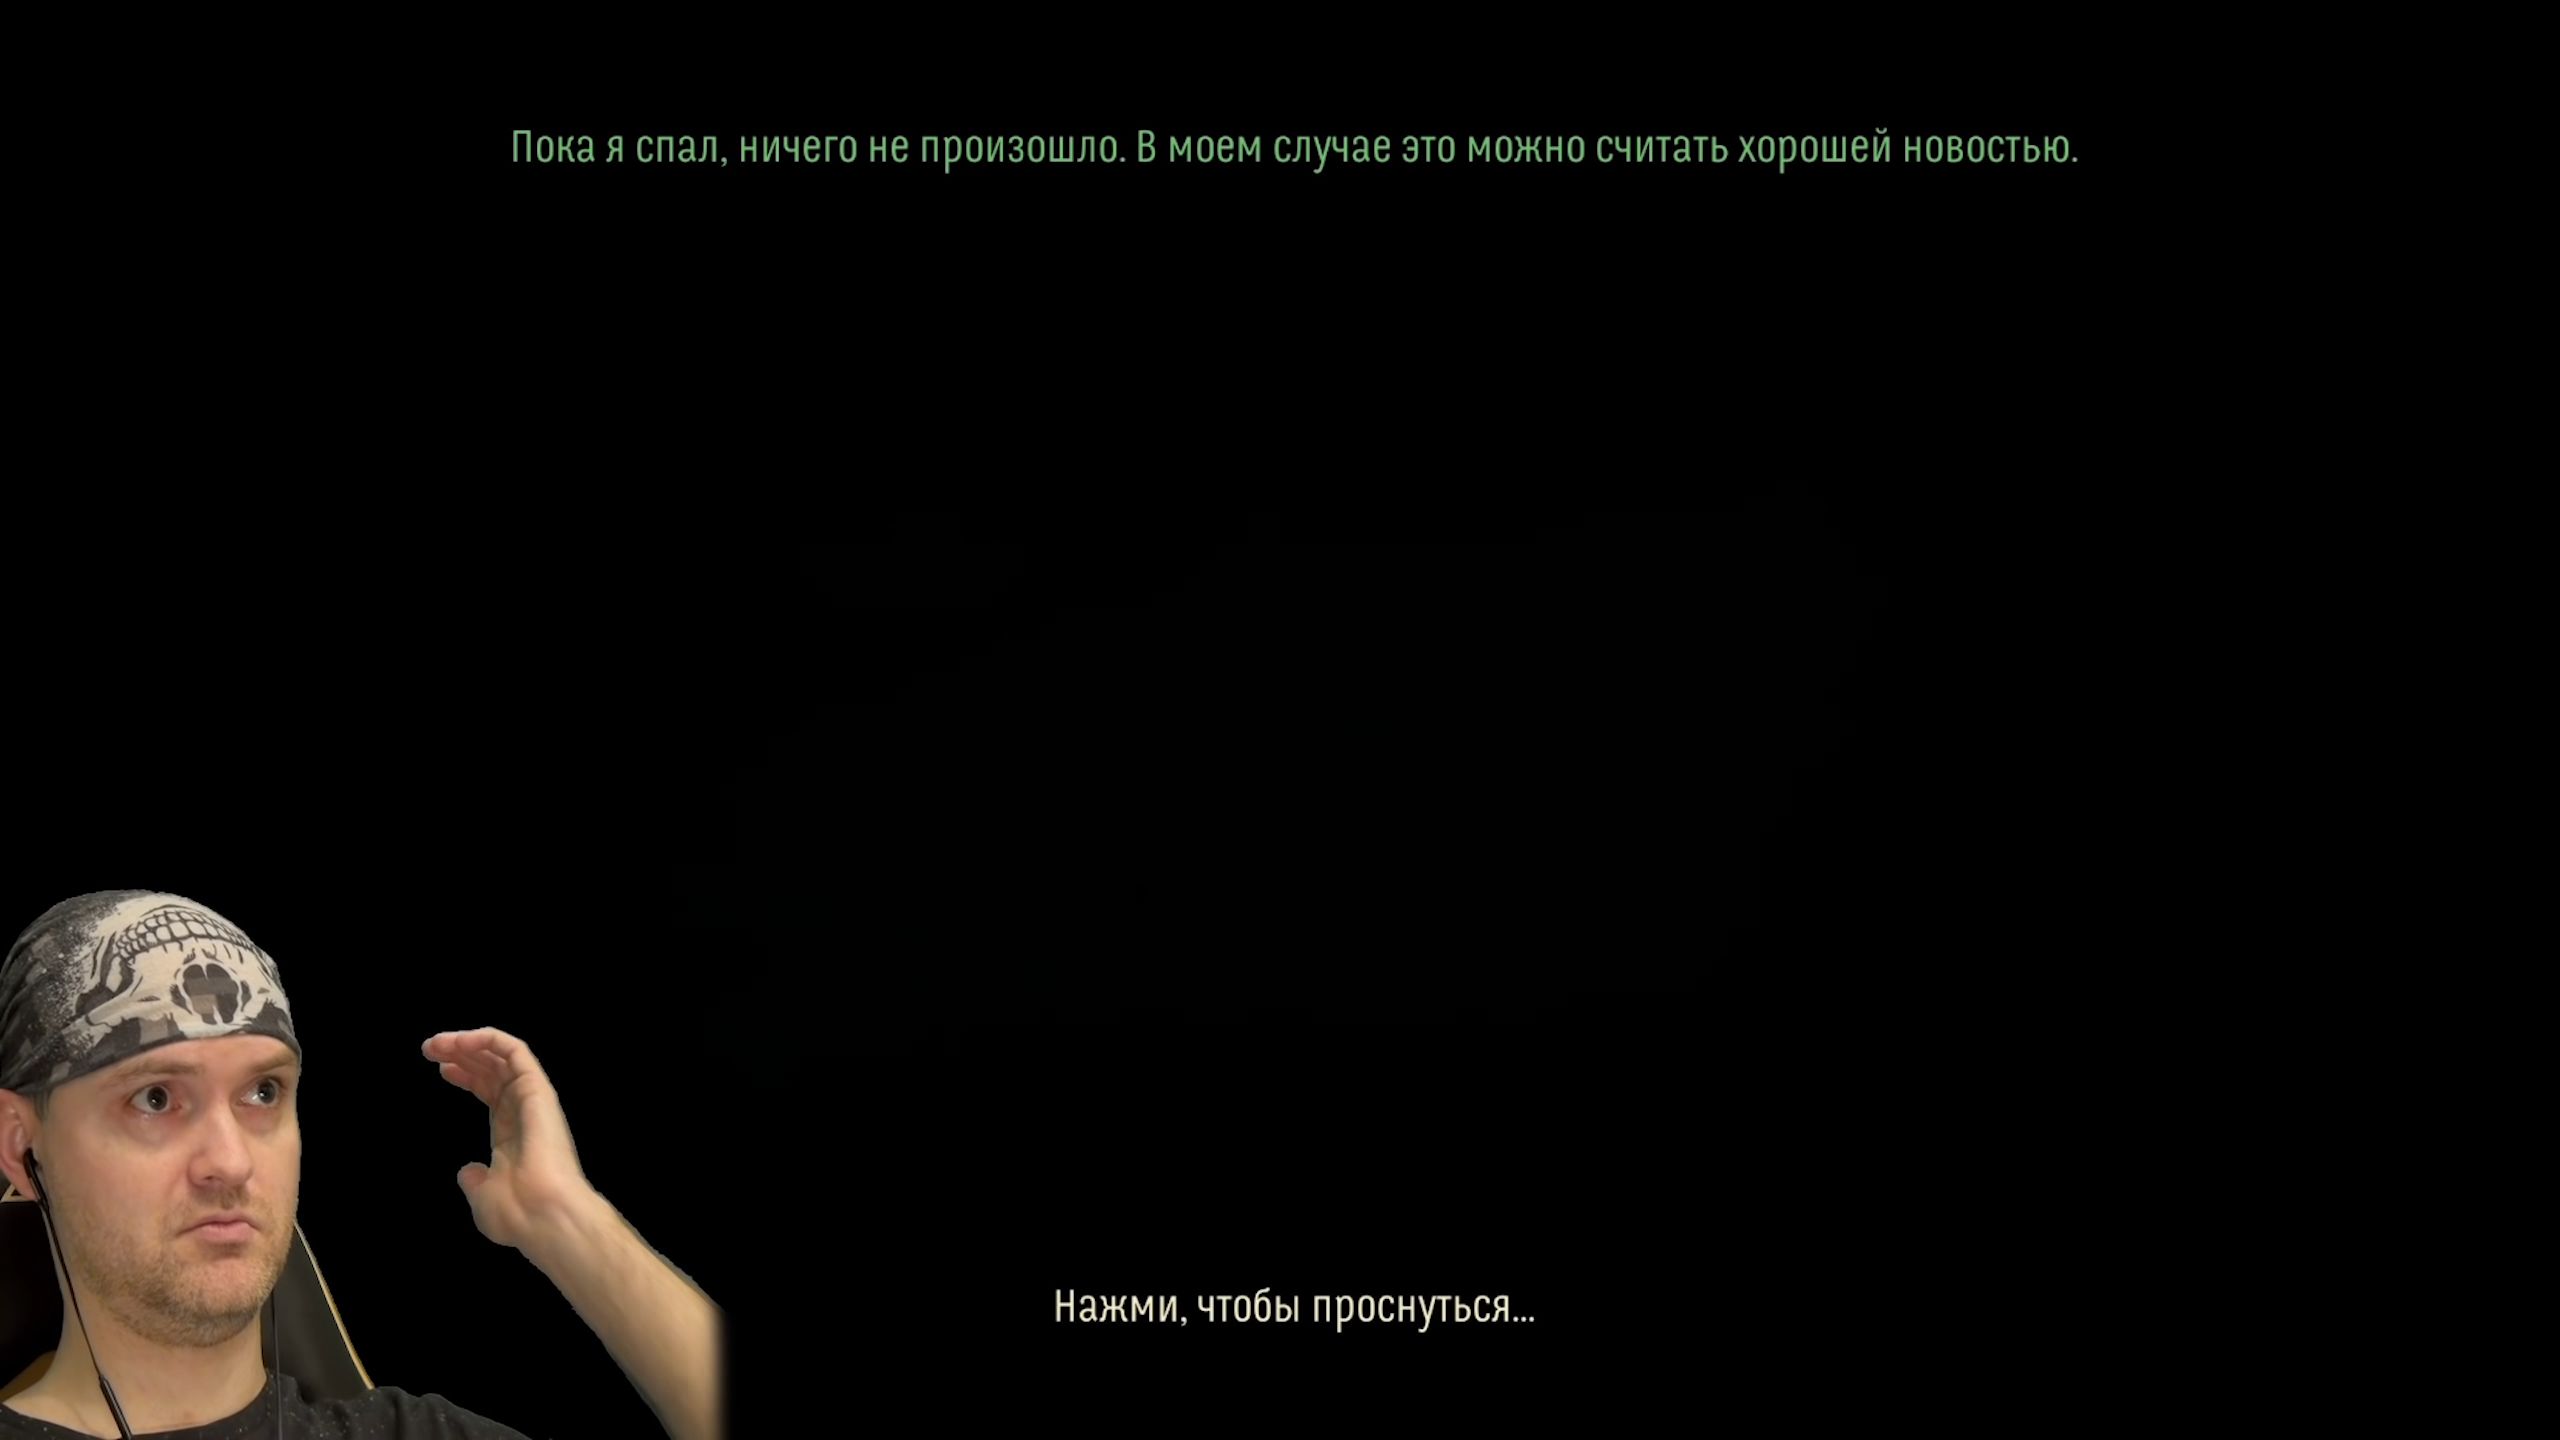 Пока я спал, ничего не произошло. В моем случае это можно считать хорошей новостью.
Нажми, чтобы проснуться...